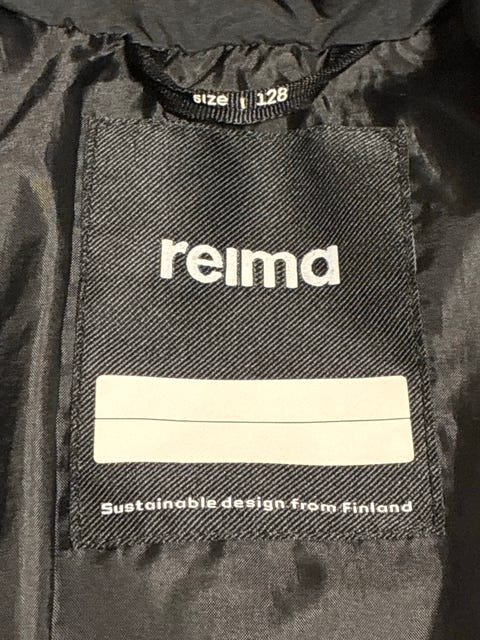 size 128
reima
Sustainable design from Finland